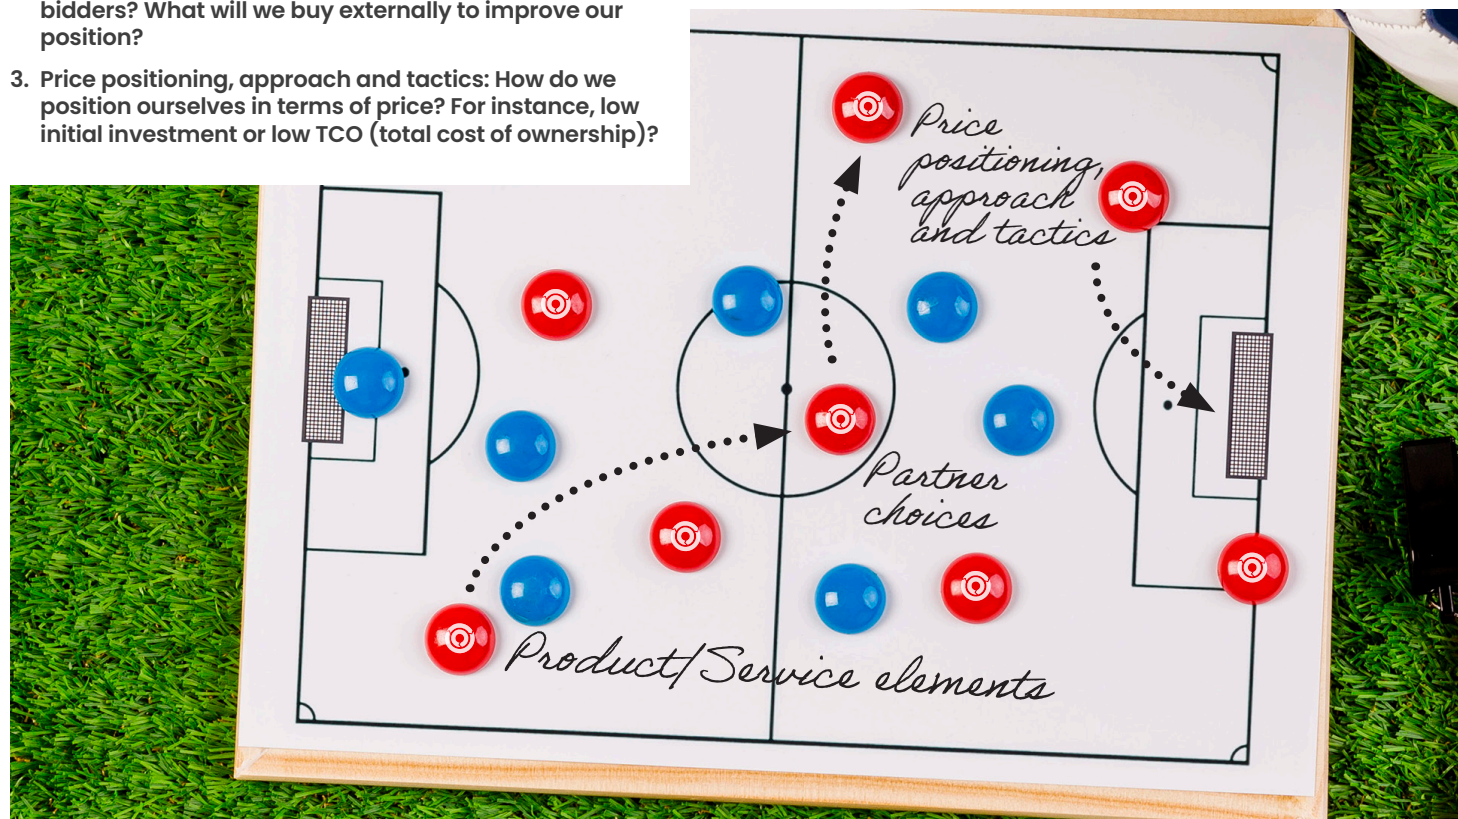 bidders? What will we buy externally to improve our
position?
3. Price positioning, approach and tactics: How do we
position ourselves in terms of price? For instance, low
initial investment or low TCO (total cost of ownership)?
Price
positioning,
approach
and tactics
Partner
choices
Product/Service elements